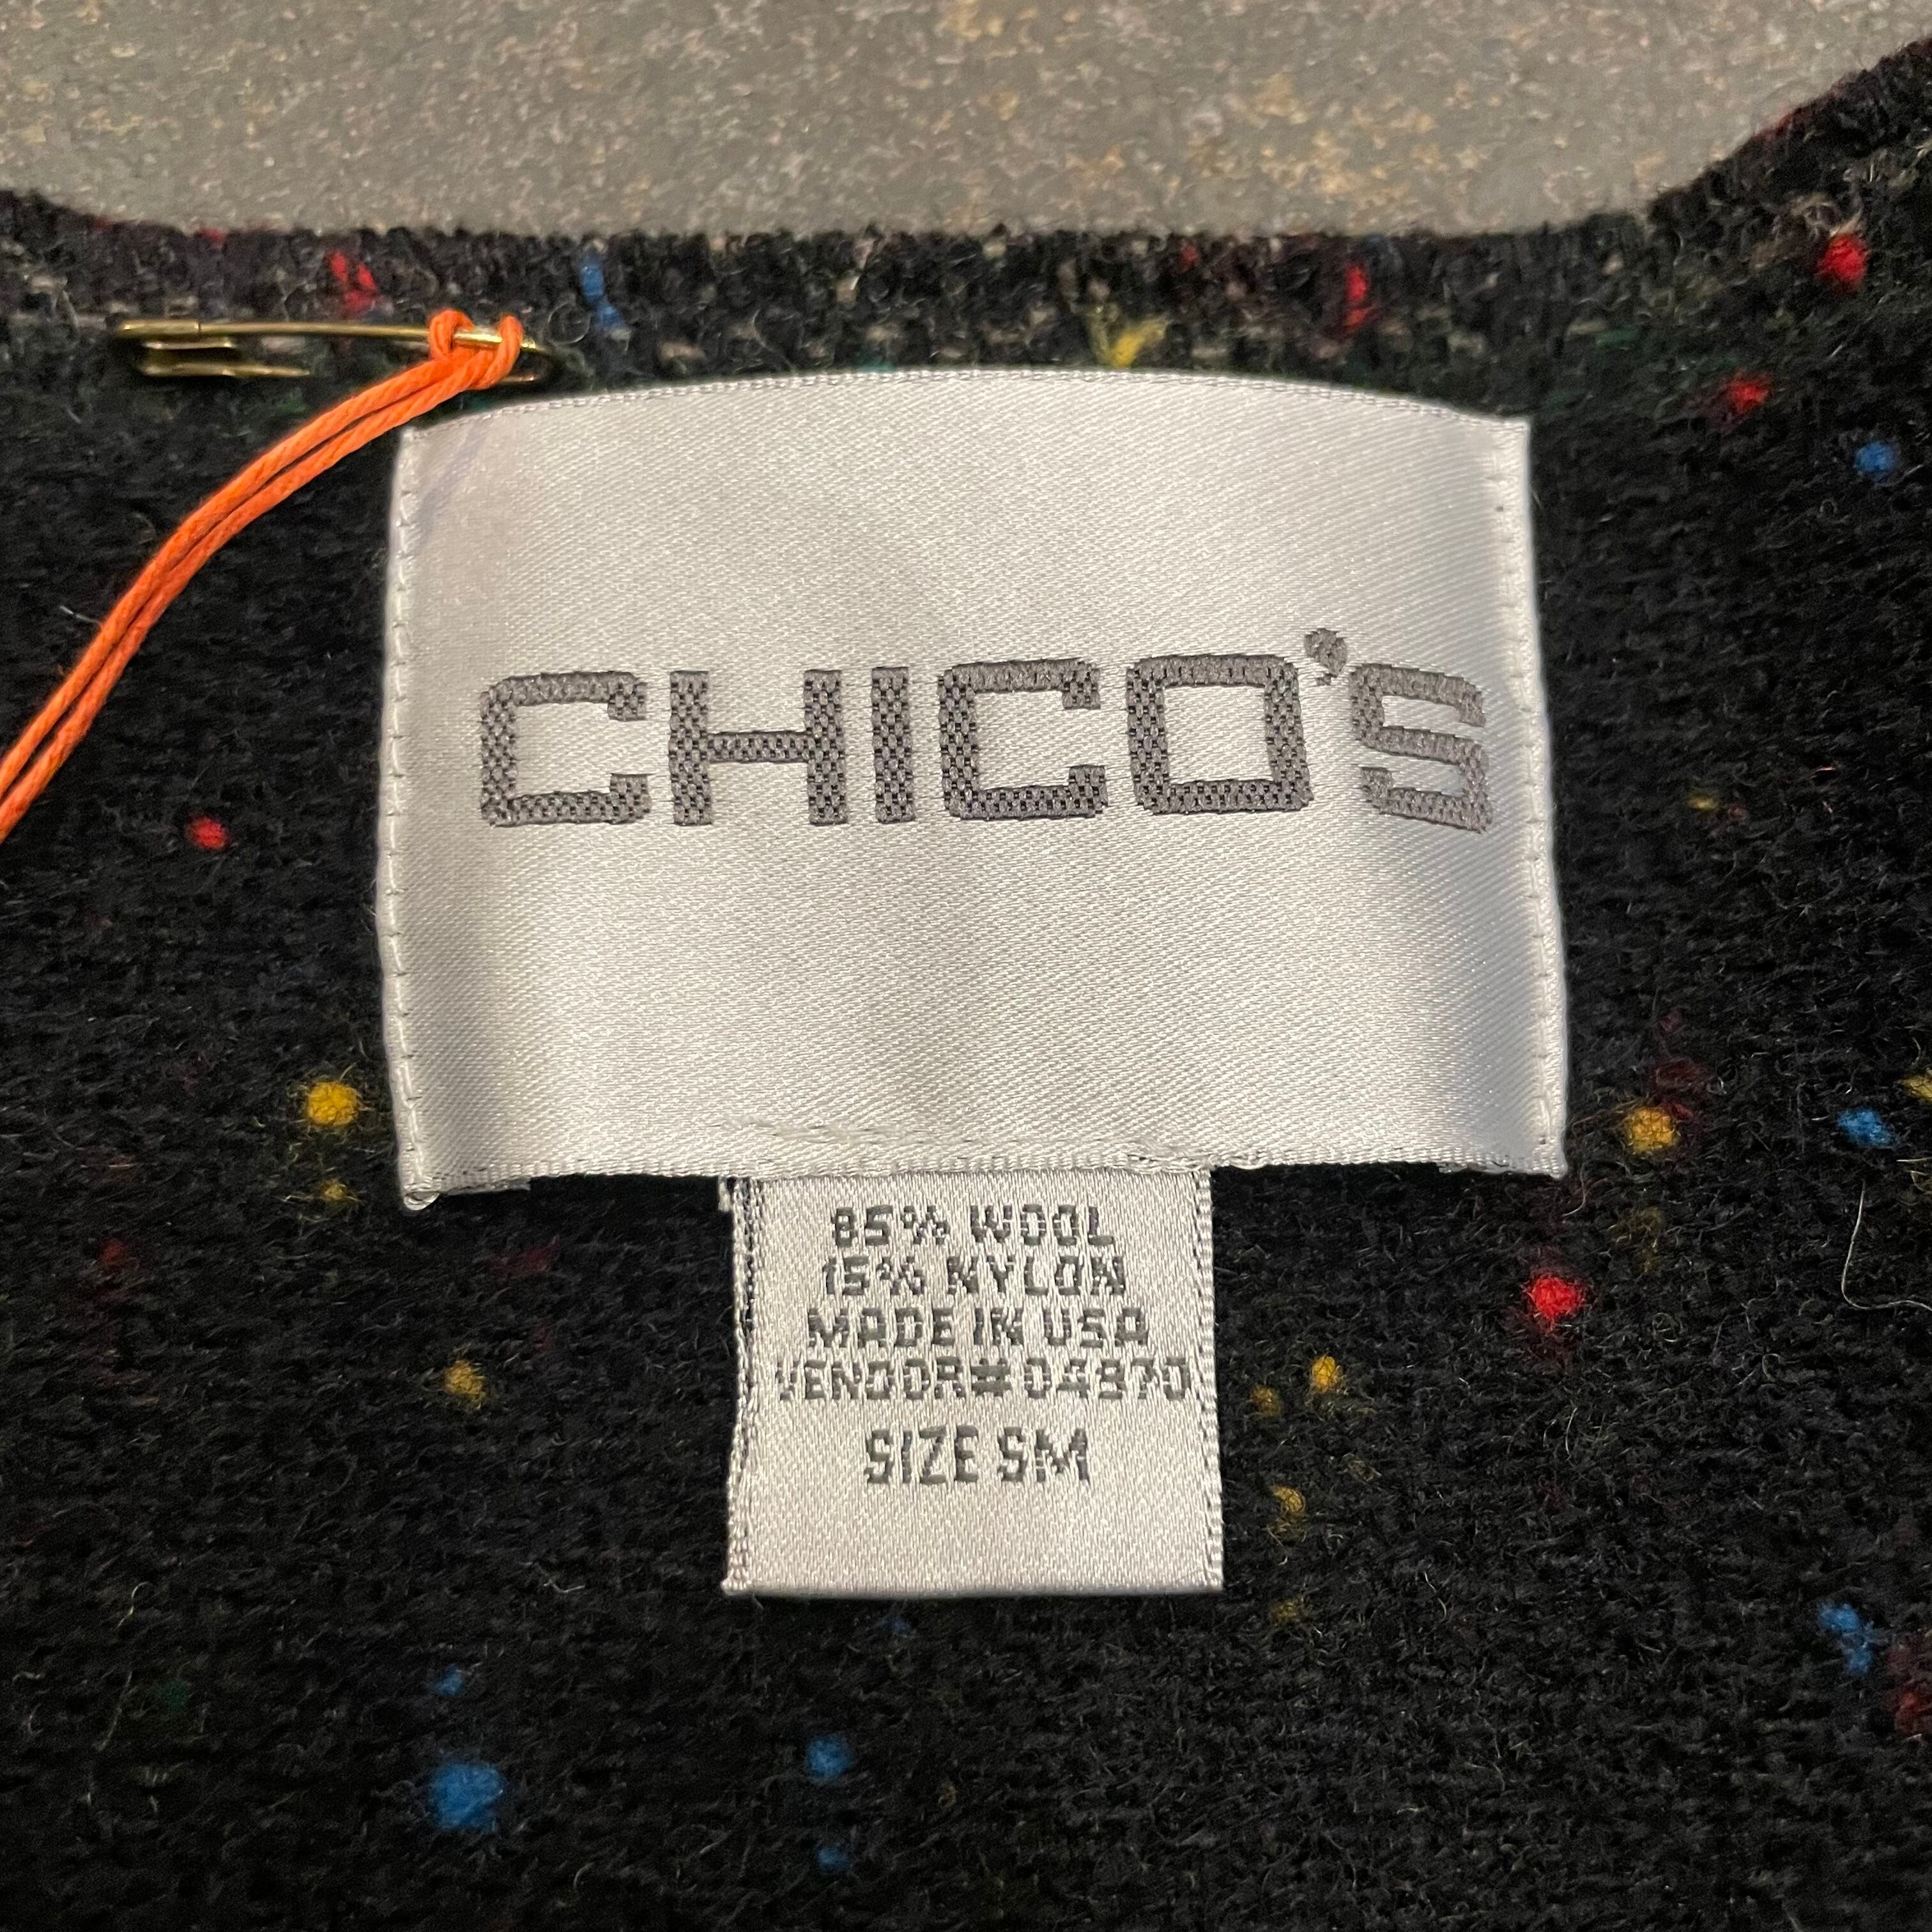 CHICO'S
85% WOOL
15% NYLON
MADE IN USA
VENDOR# 04970
SIZE SM